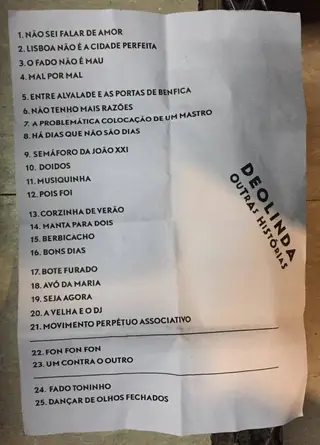 1. NÃO SEI FALAR DE AMOR
2. LISBOA NÃO É A CIDADE PERFEITA
3. O FADO NÃO É MAU
4. MAL POR MAL
5. ENTRE ALVALADE E AS PORTAS DE BENFICA
6. NÃO TENHO MAIS RAZÕES
7. A PROBLEMÁTICA COLOCAÇÃO DE UM MASTRO
8. HÁ DIAS QUE NÃO SÃO DIAS
9. SEMÁFORO DA JOÃO XXI
10. DOIDOS
11. MUSIQUINHA
12. POIS FOI
13. CORZINHA DE VERÃO
14. MANTA PARA DOIS
15. BERBICACHO
16. BONS DIAS
17. BOTE FURADO
18. AVÓ DA MARIA
19. SEJA AGORA
20. A VELHA E O DJ
21. MOVIMENTO PERPÉTUO ASSOCIATIVO
22. FON FON FON
23. UM CONTRA O OUTRO
24. FADO TONINHO
25. DANÇAR DE OLHOS FECHADOS
DEOLINDA
OUTRAS HISTÓRIAS